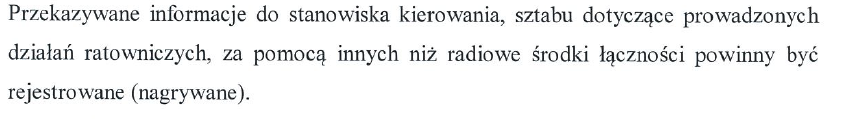 Przekazywane informacje do stanowiska kierowania, sztabu dotyczące prowadzonych
działań ratowniczych, za pomocą innych niż radiowe środki łączności powinny być
rejestrowane (nagrywane).